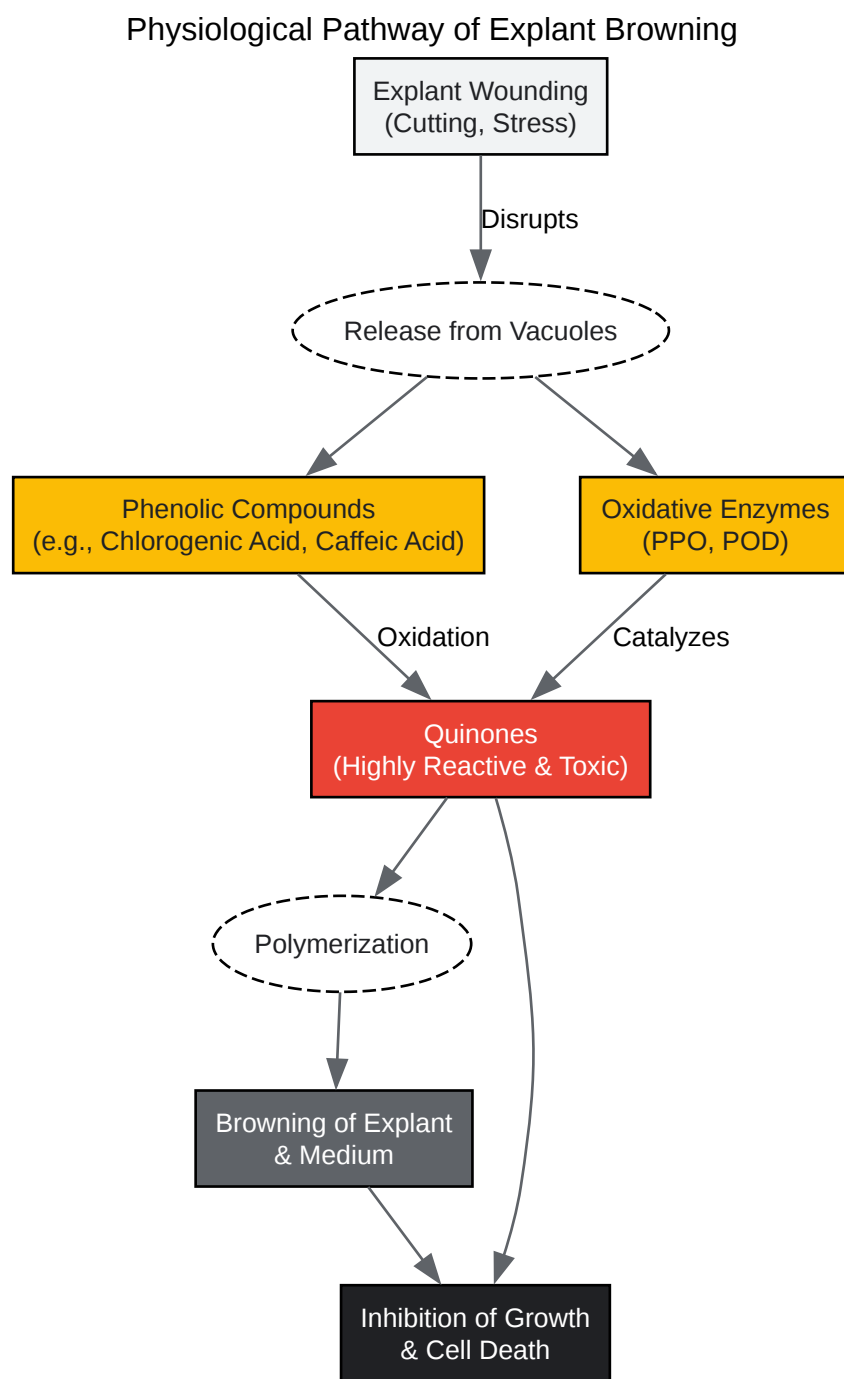 Physiological Pathway of Explant Browning
Explant Wounding
(Cutting, Stress)
Disrupts
Release from Vacuoles
Phenolic Compounds
(e.g., Chlorogenic Acid, Caffeic Acid)
Oxidative Enzymes
(PPO, POD)
Oxidation
Catalyzes
Quinones
(Highly Reactive & Toxic)
Polymerization
Browning of Explant
& Medium
Inhibition of Growth
& Cell Death